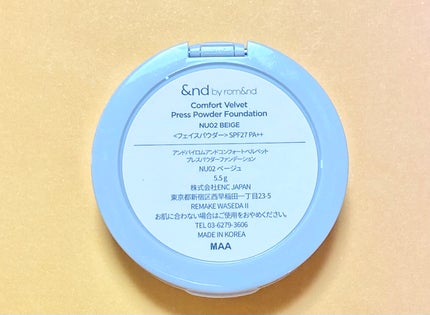 &nd by rom&nd
Comfort Velvet
Press Powder Foundation
NU02 BEIGE
<フェイスパウダー> SPF27 PA++
アンドバイロムアンドコンフォートベルベット
プレスパウダーファンデーション
NU02 ベージュ
5.5g
株式会社ENC JAPAN
東京都新宿区西早稲田一丁目23-5
REMAKE WASEDA II
お肌に合わない場合はご使用をおやめください。
TEL 03-6279-3606
MADE IN KOREA
MAA